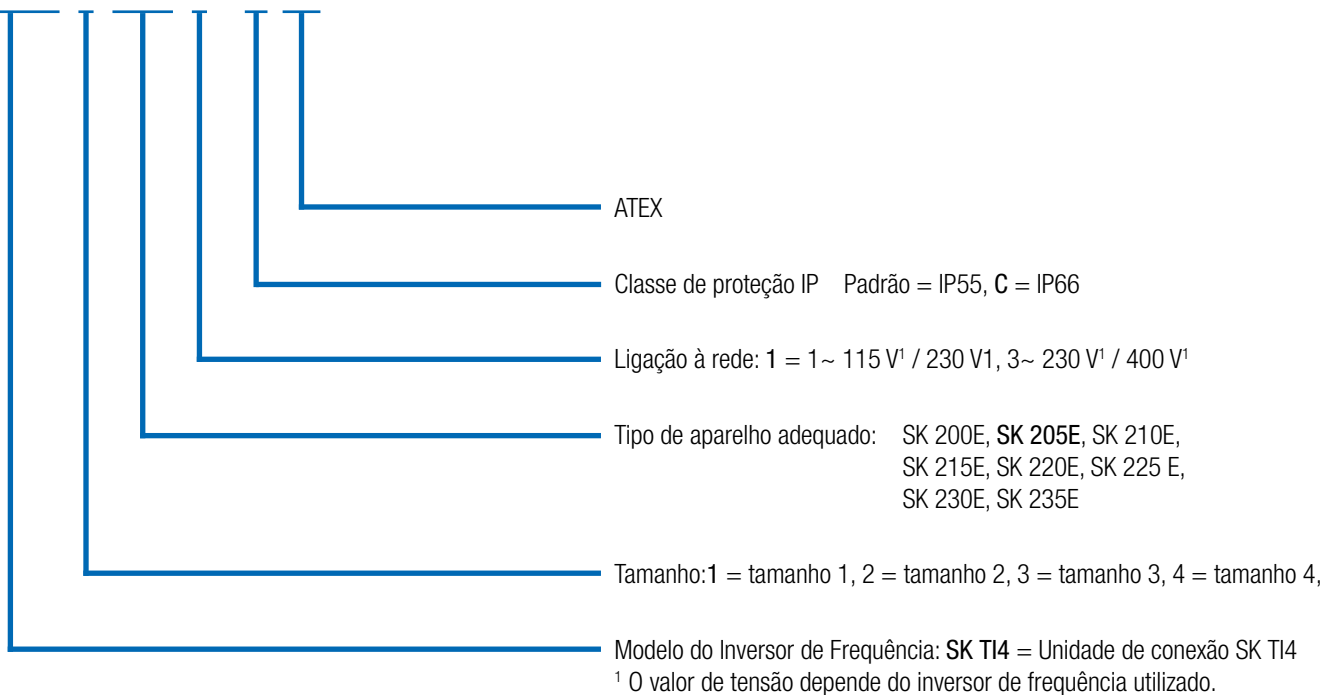 ATEX
Classe de proteção IP Padrão = IP55, C = IP66
Ligação à rede: 1 = 1~ 115 V¹ / 230 V1, 3~ 230 V¹ / 400 V¹
Tipo de aparelho adequado: SK 200E, SK 205E, SK 210E,
SK 215E, SK 220E, SK 225 E,
SK 230E, SK 235E
Tamanho:1 = tamanho 1, 2 = tamanho 2, 3 = tamanho 3, 4 = tamanho 4,
Modelo do Inversor de Frequência: SK TI4 = Unidade de conexão SK TI4
¹ O valor de tensão depende do inversor de frequência utilizado.